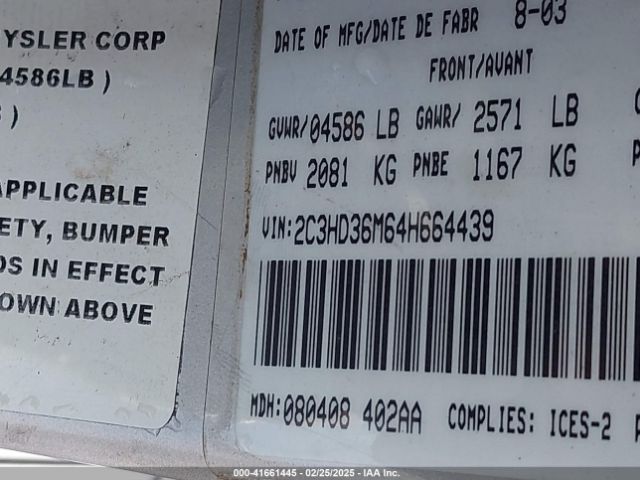 YSLER CORP
4586LB )
)
APPLICABLE
ETY, BUMPER
DS IN EFFECT
OWN ABOVE
DATE OF MFG/DATE DE FABR 8-03
FRONT/AVANT
GVWR/04586 LB GAWR/ 2571 LB
PNBV 2081 KG PNBE 1167 KG
VIN:2C3HD36M64H664439
MDH:080408 402AA COMPLIES: ICES-2
000-41661445 - 02/25/2025 - IAA Inc.